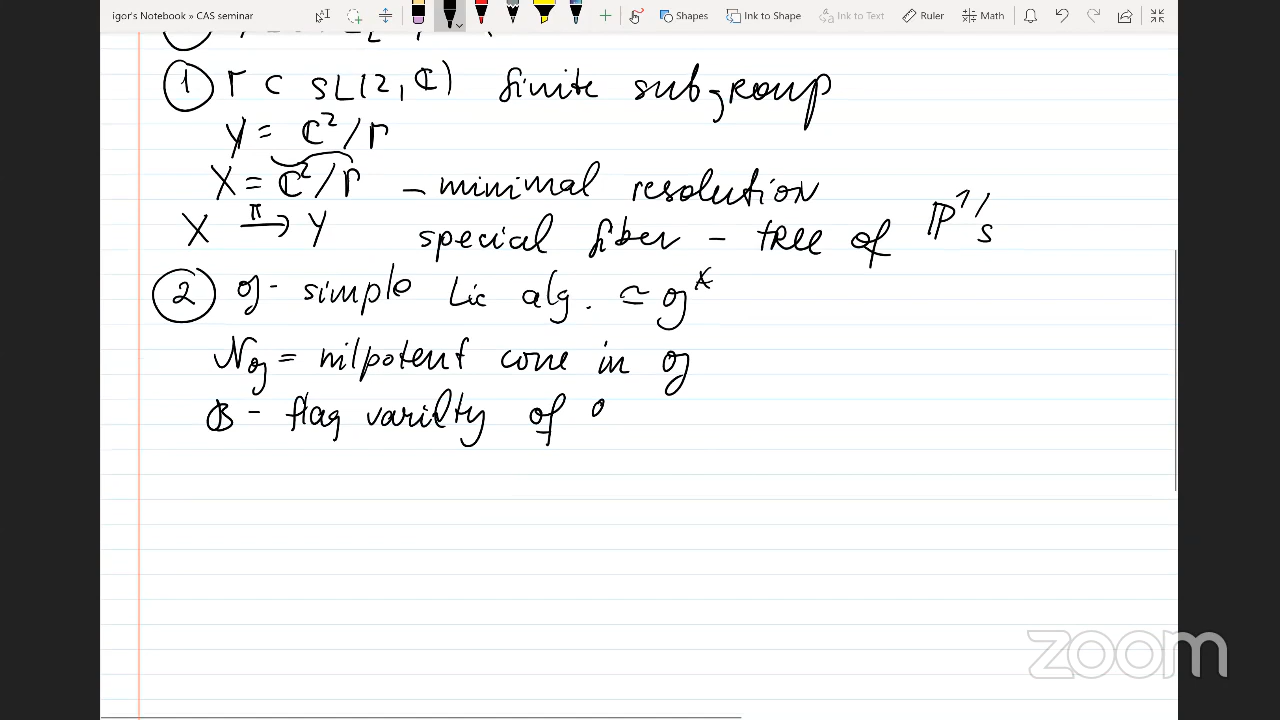 igor's Notebook » CAS seminar
Shapes Ink to Shape Ink to Text Ruler Math
① Γ ⊂ SL(2, ℂ) finite subgroup
Y = ℂ²/Γ
X = ℂ²/Γ – minimal resolution
X →π Y special fiber – tree of ℙ¹'s
② 𝔤 - simple Lie alg. ≃ 𝔤*
N𝔤 = nilpotent cone in 𝔤
ℬ - flag variety of
zoom